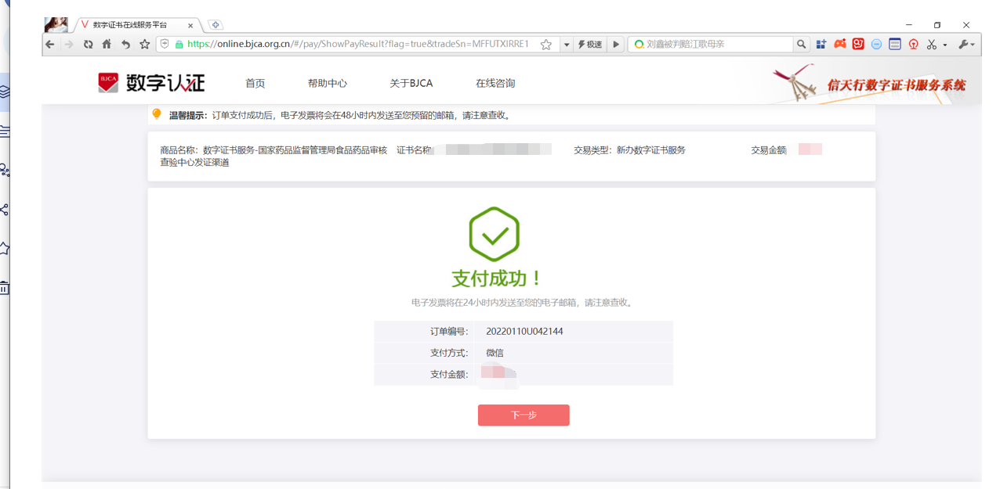 数字证书在线服务平台
https://online.bjca.org.cn/#/pay/ShowPayResult?flag=true&tradeSn=MFFUTXIRRE1
极速
刘鑫被判赔江歌母亲
BJCA 数字认证
首页
帮助中心
关于BJCA
在线咨询
信天行数字证书服务系统
温馨提示：订单支付成功后，电子发票将会在48小时内发送至您预留的邮箱，请注意查收。
商品名称：数字证书服务-国家药品监督管理局食品药品审核
查验中心发证渠道
证书名称
交易类型：新办数字证书服务
交易金额
支付成功！
电子发票将在24小时内发送至您的电子邮箱，请注意查收。
订单编号： 20220110U042144
支付方式： 微信
支付金额：
下一步